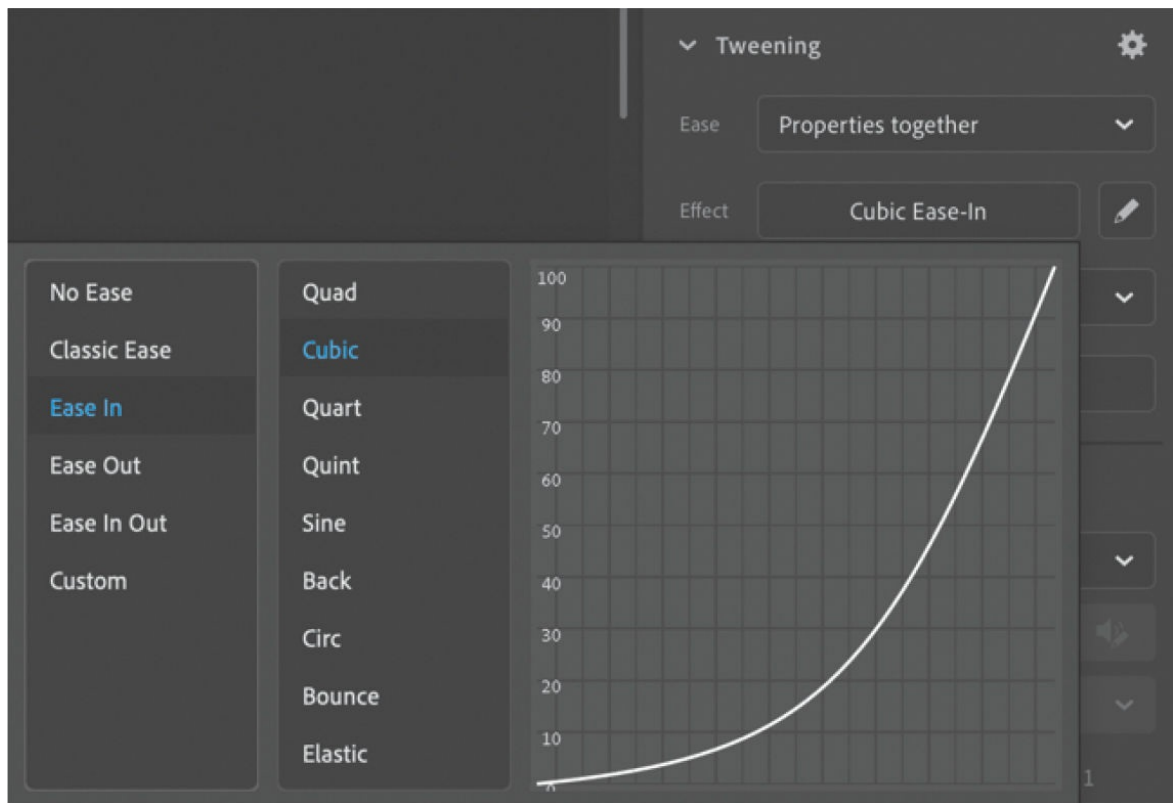 Tweening
Ease
Properties together
Effect
Cubic Ease-In
No Ease
Classic Ease
Ease In
Ease Out
Ease In Out
Custom
Quad
Cubic
Quart
Quint
Sine
Back
Circ
Bounce
Elastic
100
90
80
70
60
50
40
30
20
10
0
1